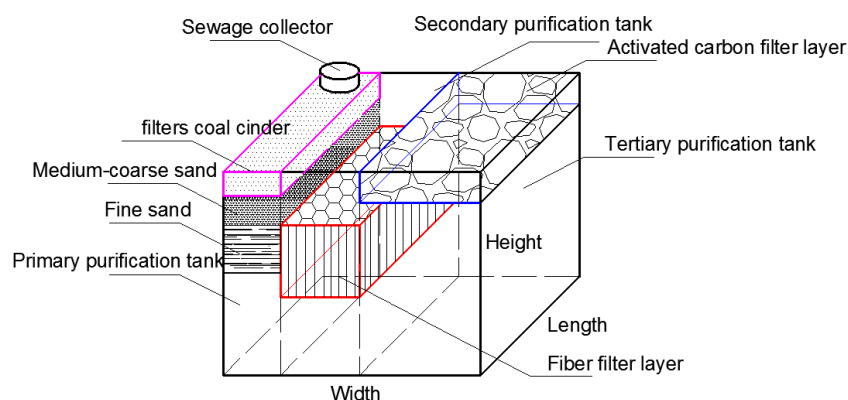 Secondary purification tank
Sewage collector
Activated carbon filter layer
filters coal cinder
Tertiary purification tank
Medium-coarse sand
Fine sand
Height
Primary purification tank
Length
Fiber filter layer
Width